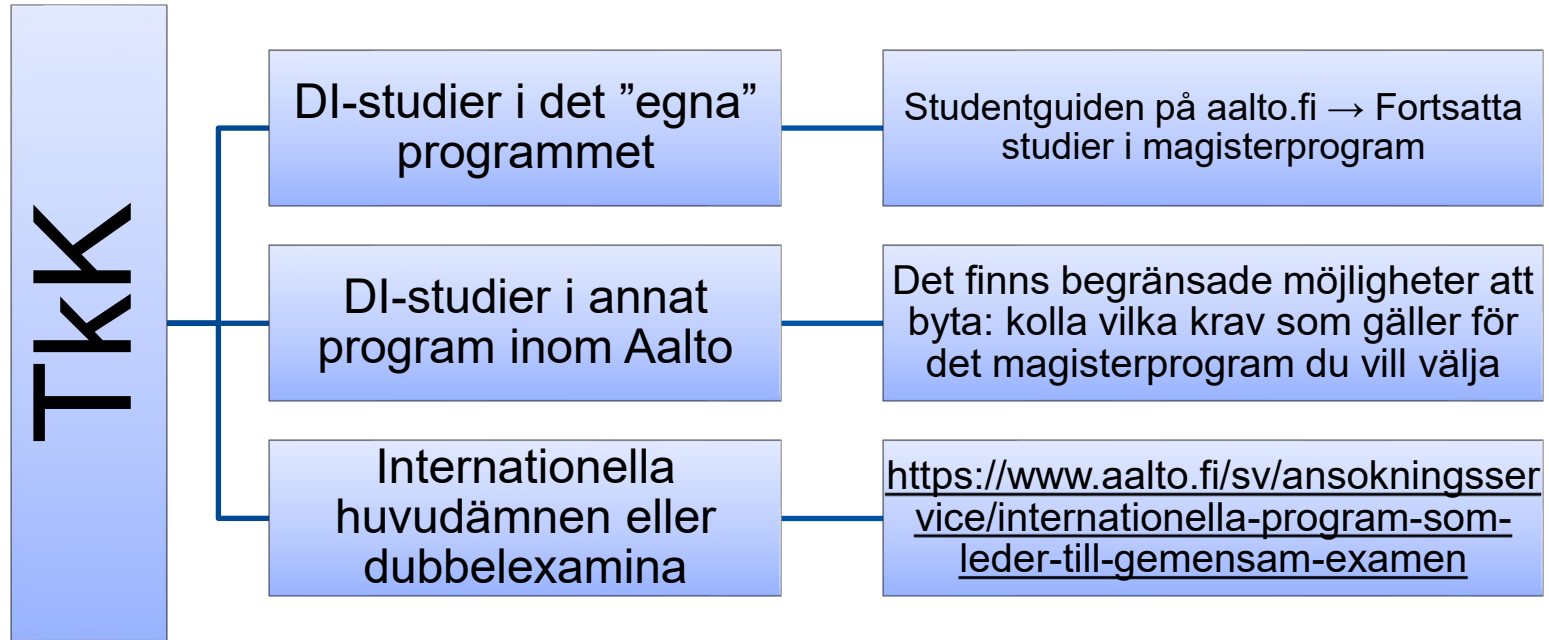 TkK
DI-studier i det ”egna”
programmet
Studentguiden på aalto.fi → Fortsatta
studier i magisterprogram
DI-studier i annat
program inom Aalto
Det finns begränsade möjligheter att
byta: kolla vilka krav som gäller för
det magisterprogram du vill välja
Internationella
huvudämnen eller
dubbelexamina
https://www.aalto.fi/sv/ansokningsser
vice/internationella-program-som-
leder-till-gemensam-examen